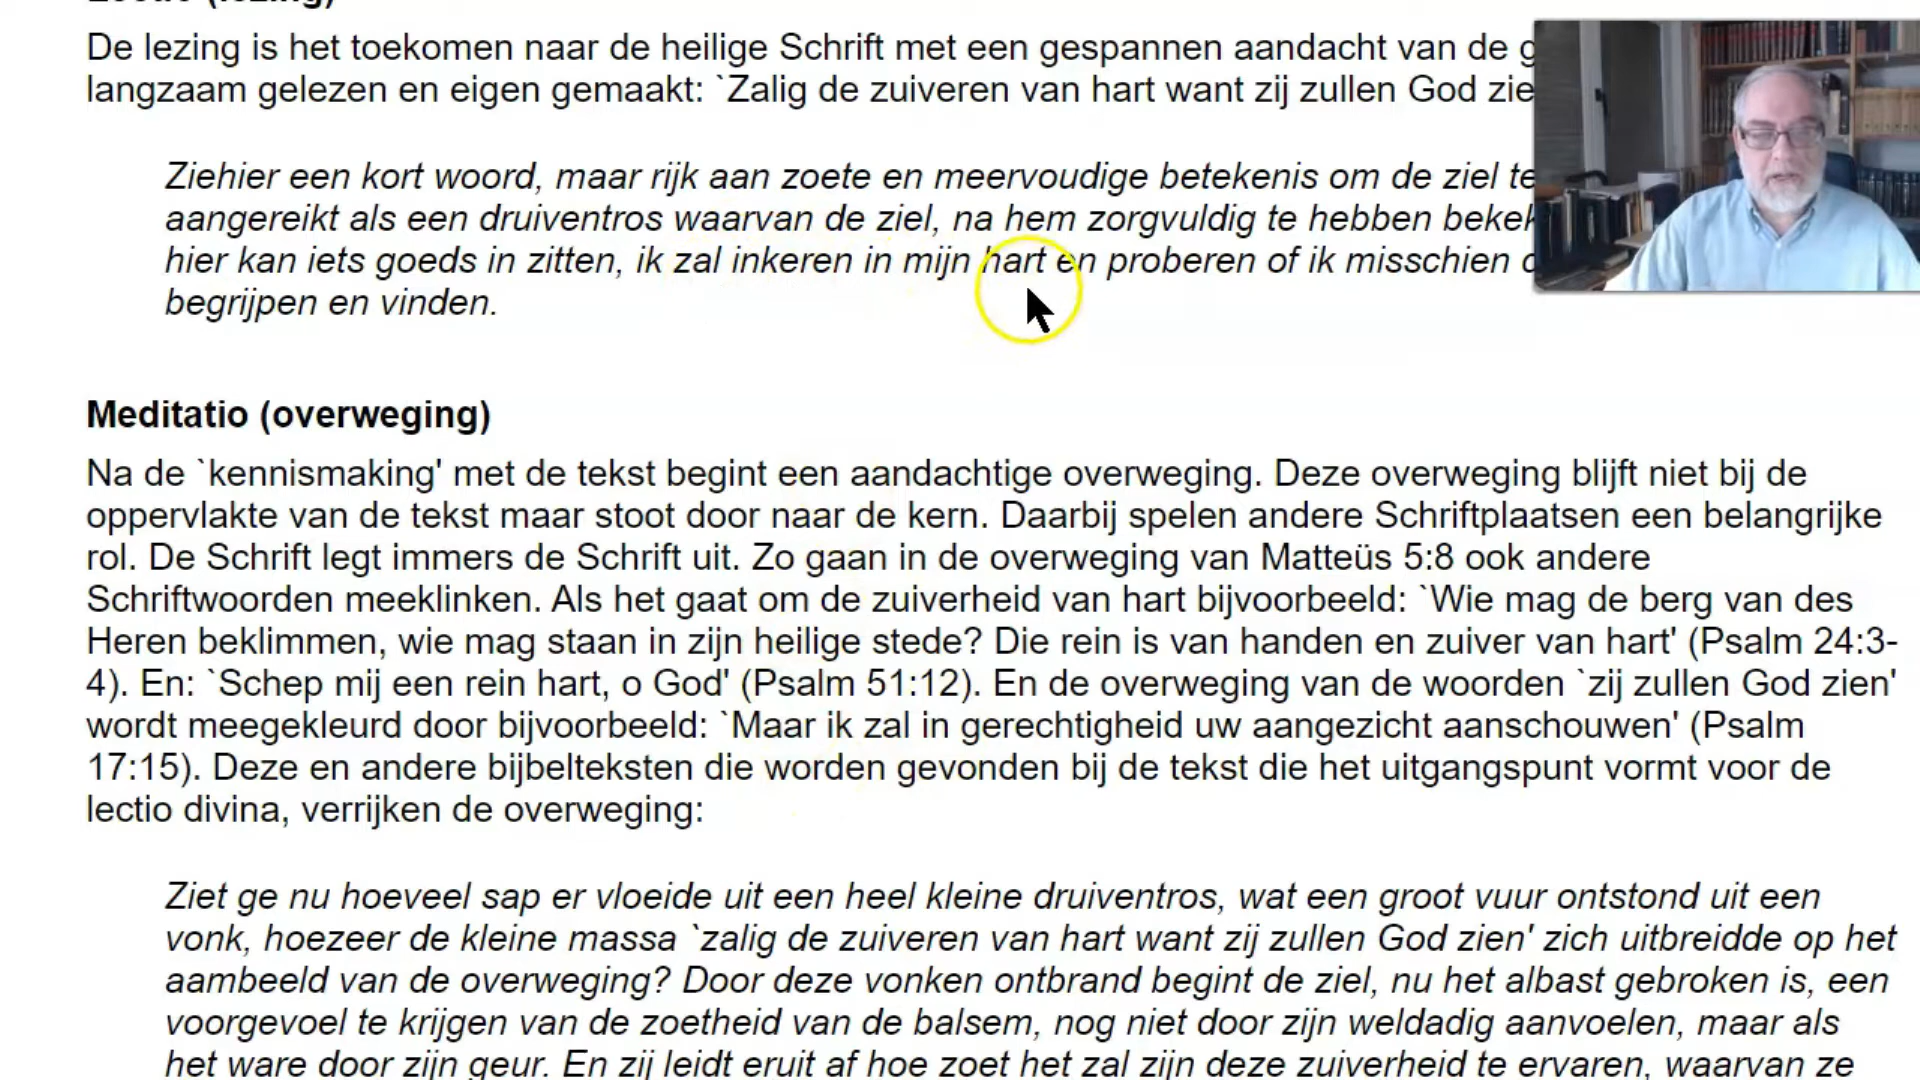 Lectio (lezing)
De lezing is het toekomen naar de heilige Schrift met een gespannen aandacht van de
langzaam gelezen en eigen gemaakt: `Zalig de zuiveren van hart want zij zullen God zie
Ziehier een kort woord, maar rijk aan zoete en meervoudige betekenis om de ziel te
aangereikt als een druiventros waarvan de ziel, na hem zorgvuldig te hebben bekek
hier kan iets goeds in zitten, ik zal inkeren in mijn hart en proberen of ik misschien
begrijpen en vinden.
Meditatio (overweging)
Na de `kennismaking' met de tekst begint een aandachtige overweging. Deze overweging blijft niet bij de
oppervlakte van de tekst maar stoot door naar de kern. Daarbij spelen andere Schriftplaatsen een belangrijke
rol. De Schrift legt immers de Schrift uit. Zo gaan in de overweging van Matteüs 5:8 ook andere
Schriftwoorden meeklinken. Als het gaat om de zuiverheid van hart bijvoorbeeld: `Wie mag de berg van des
Heren beklimmen, wie mag staan in zijn heilige stede? Die rein is van handen en zuiver van hart' (Psalm 24:3-
4). En: `Schep mij een rein hart, o God' (Psalm 51:12). En de overweging van de woorden `zij zullen God zien'
wordt meegekleurd door bijvoorbeeld: `Maar ik zal in gerechtigheid uw aangezicht aanschouwen' (Psalm
17:15). Deze en andere bijbelteksten die worden gevonden bij de tekst die het uitgangspunt vormt voor de
lectio divina, verrijken de overweging:
Ziet ge nu hoeveel sap er vloeide uit een heel kleine druiventros, wat een groot vuur ontstond uit een
vonk, hoezeer de kleine massa `zalig de zuiveren van hart want zij zullen God zien' zich uitbreidde op het
aambeeld van de overweging? Door deze vonken ontbrand begint de ziel, nu het albast gebroken is, een
voorgevoel te krijgen van de zoetheid van de balsem, nog niet door zijn weldadig aanvoelen, maar als
het ware door zijn geur. En zij leidt eruit af hoe zoet het zal zijn deze zuiverheid te ervaren, waarvan ze